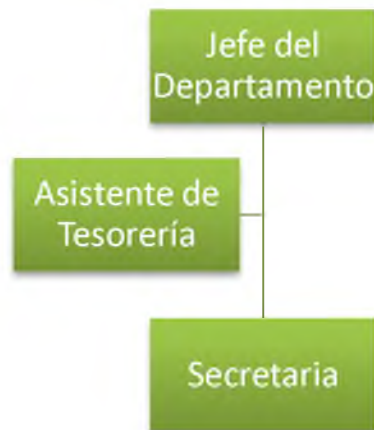 Jefe del
Departamento
Asistente de
Tesorería
Secretaria